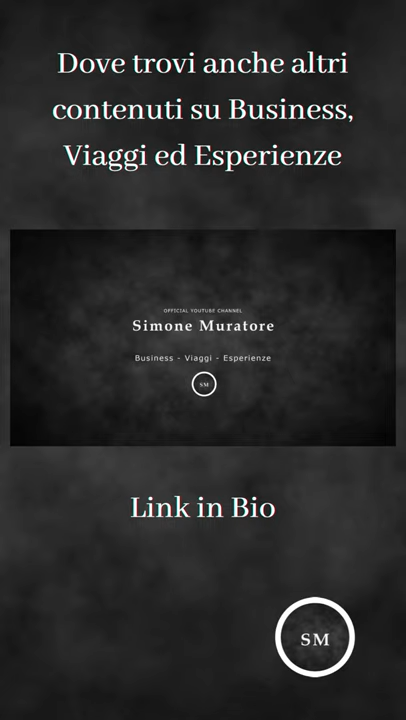 Dove trovi anche altri
contenuti su Business,
Viaggi ed Esperienze
OFFICIAL YOUTUBE CHANNEL
Simone Muratore
Business - Viaggi - Esperienze
SM
Link in Bio
SM